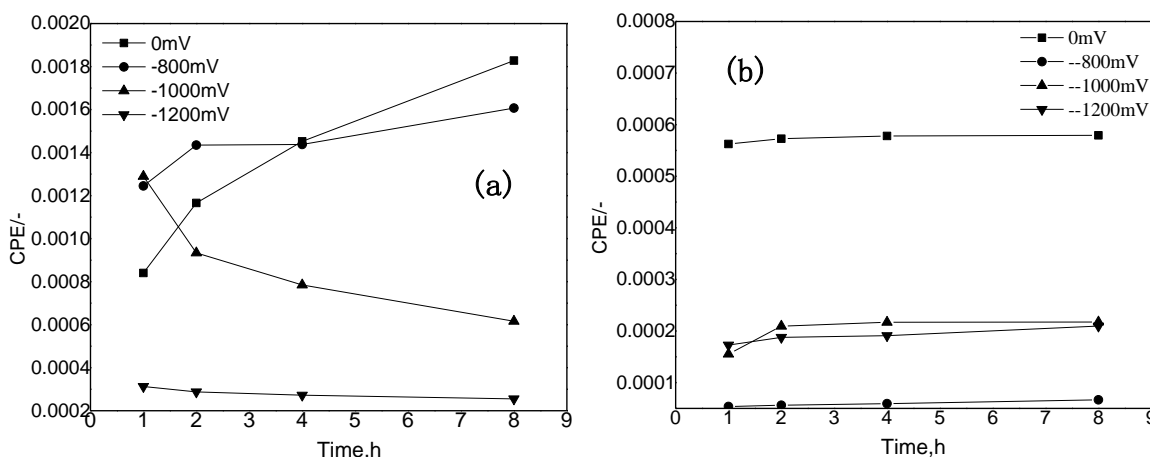 0.0020
0.0018
0.0016
0.0014
0.0012
0.0010
0.0008
0.0006
0.0004
0.0002
CPE/-
0mV
-800mV
-1000mV
-1200mV
(a)
0 1 2 3 4 5 6 7 8 9
Time,h
0.0008
0.0007
0.0006
0.0005
0.0004
0.0003
0.0002
0.0001
CPE/-
(b)
0mV
--800mV
--1000mV
--1200mV
0 1 2 3 4 5 6 7 8 9
Time,h